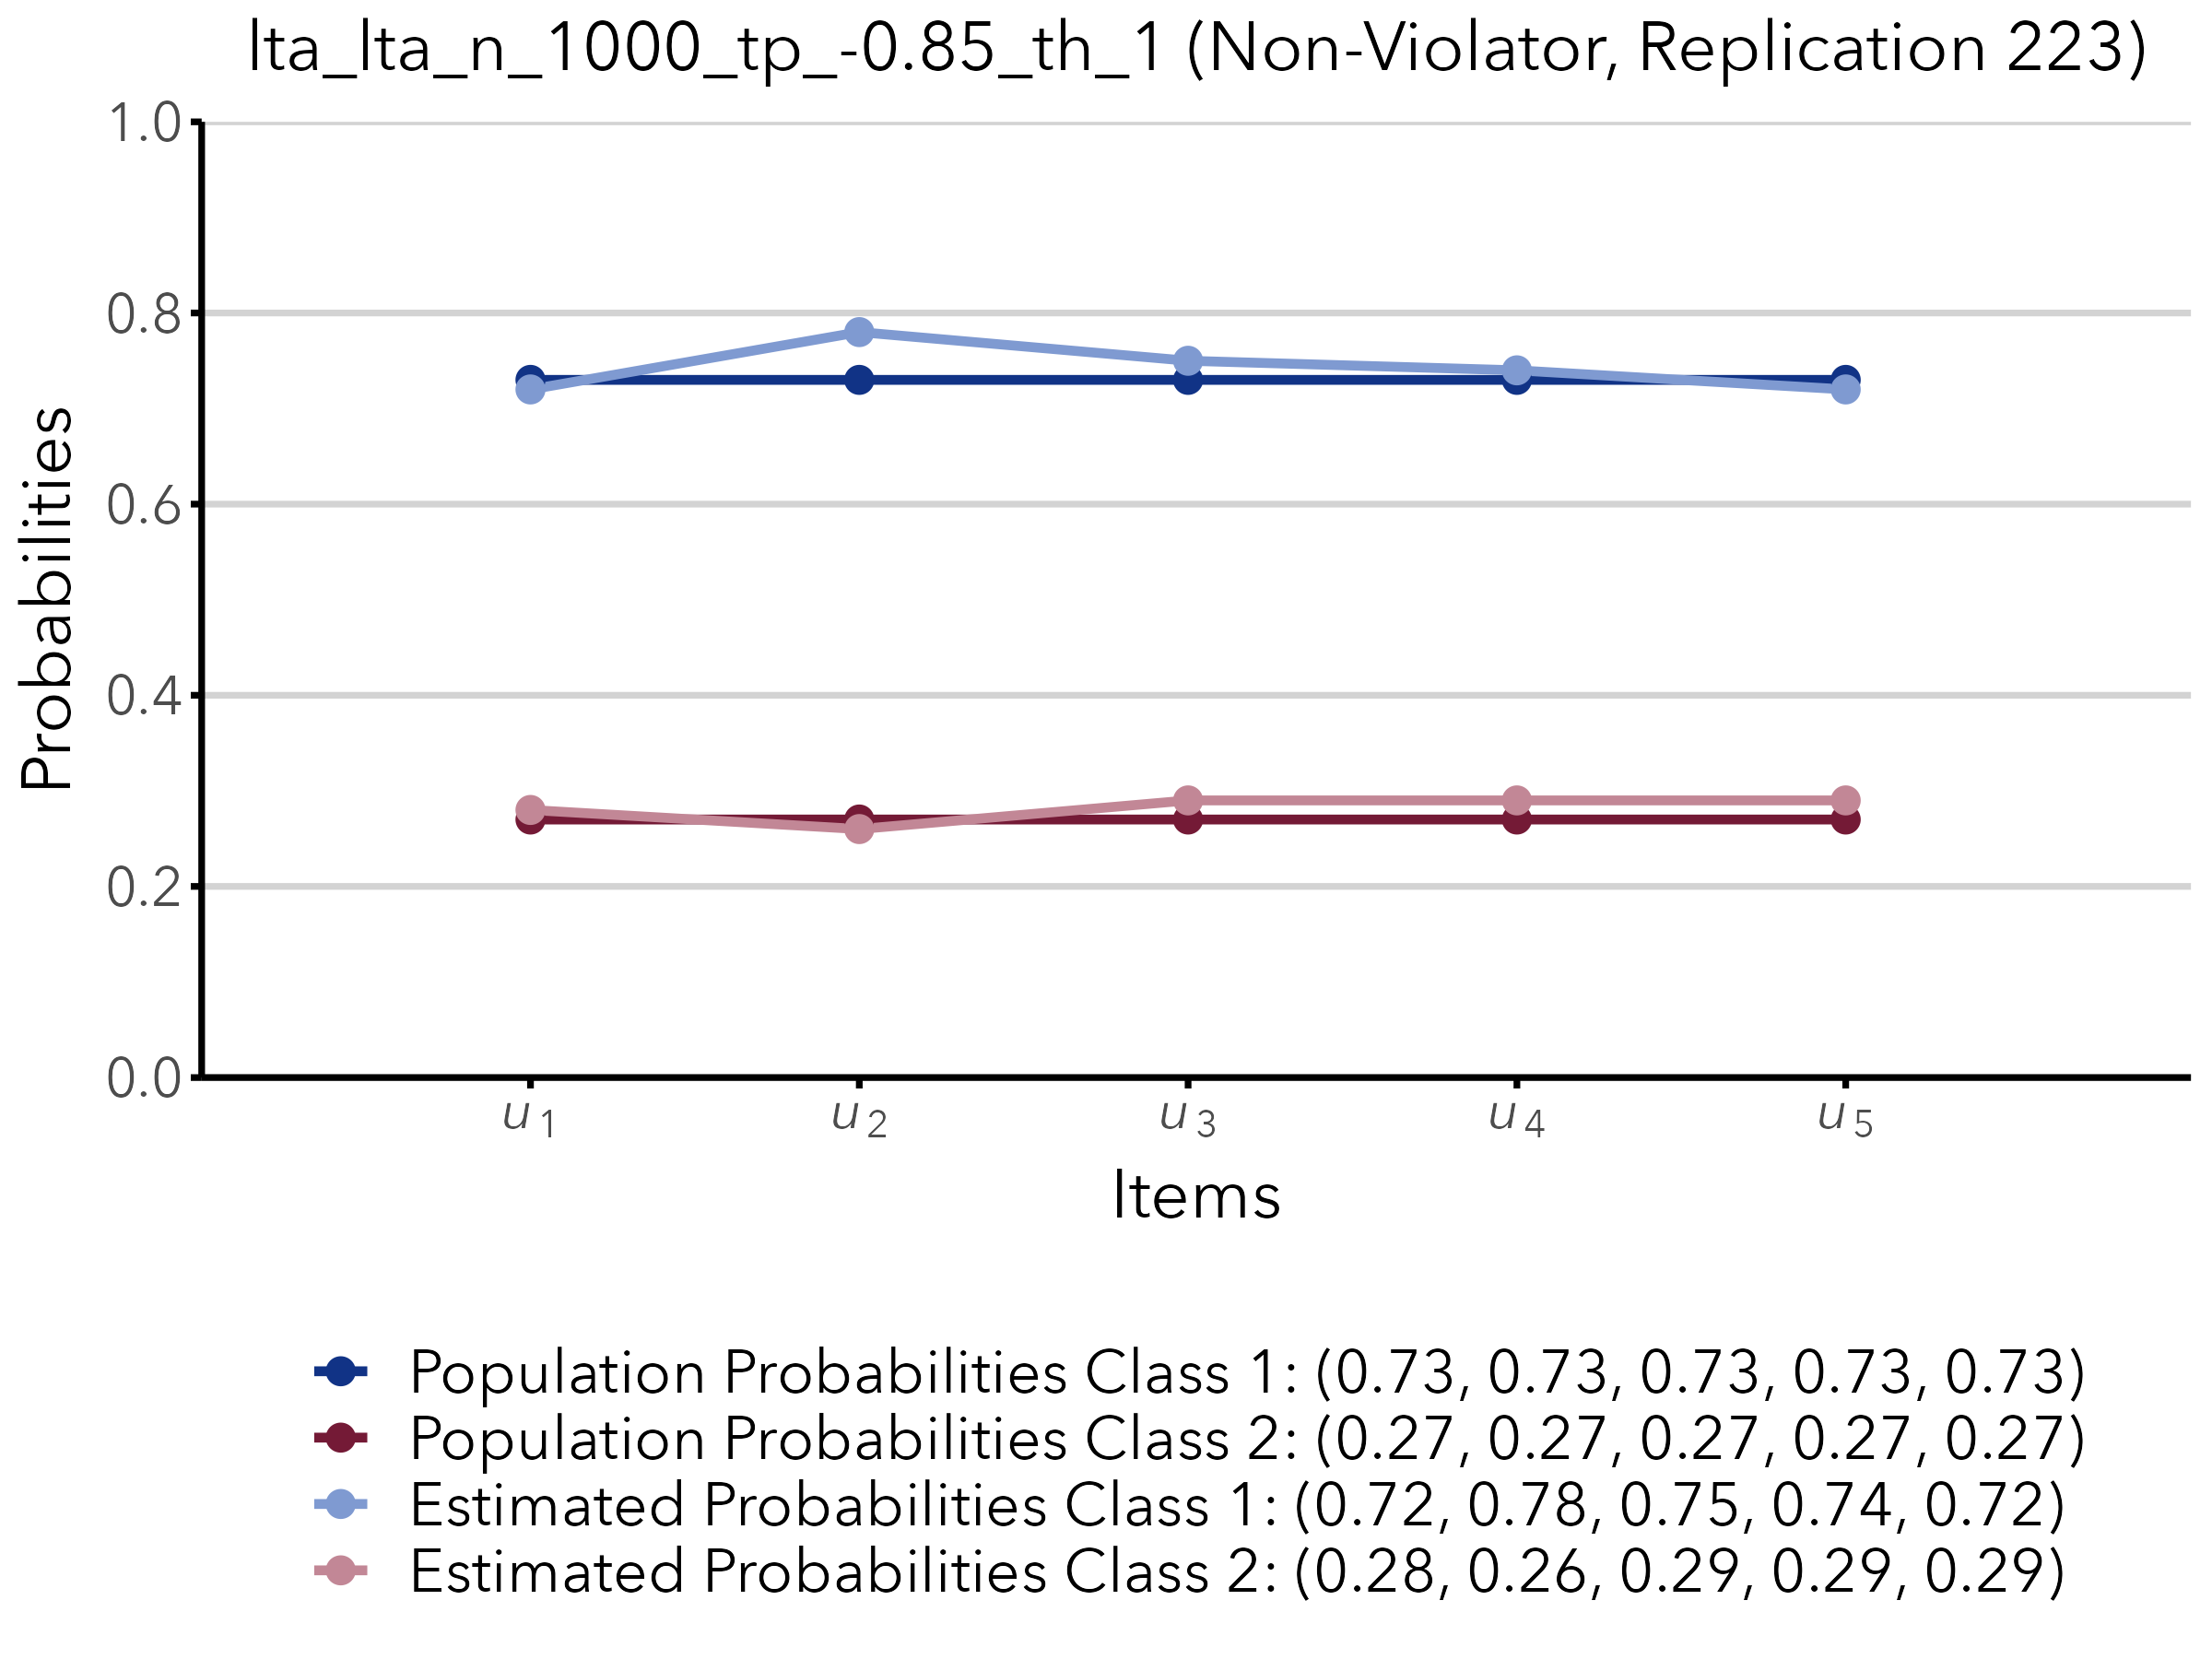 lta_lta_n_1000_tp_-0.85_th_1 (Non-Violator, Replication 223)
1.0
0.8
0.6
0.4
0.2
0.0
Probabilities
u1 u2 u3 u4 u5
Items
Population Probabilities Class 1: (0.73, 0.73, 0.73, 0.73, 0.73)
Population Probabilities Class 2: (0.27, 0.27, 0.27, 0.27, 0.27)
Estimated Probabilities Class 1: (0.72, 0.78, 0.75, 0.74, 0.72)
Estimated Probabilities Class 2: (0.28, 0.26, 0.29, 0.29, 0.29)